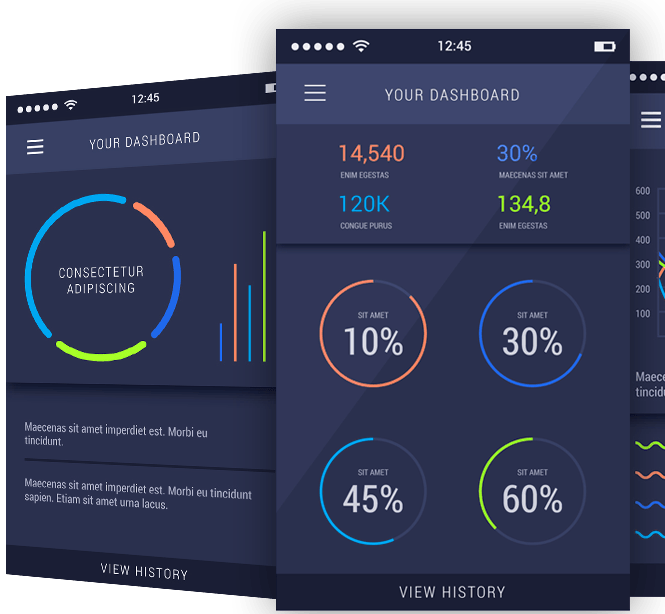 12:45
YOUR DASHBOARD
CONSECTETUR
ADIPISCING
Maecenas sit amet imperdiet est. Morbi eu
tincidunt.
Maecenas sit amet imperdiet est. Morbi eu tincidunt
sapien. Etiam sit amet urna lacus.
VIEW HISTORY
12:45
YOUR DASHBOARD
14,540
ENIM EGESTAS
30%
MAECENAS SIT AMET
120K
CONGUE PURUS
134,8
ENIM EGESTAS
SIT AMET
10%
SIT AMET
30%
SIT AMET
45%
SIT AMET
60%
VIEW HISTORY
600
500
400
300
200
100
Maece
tincid